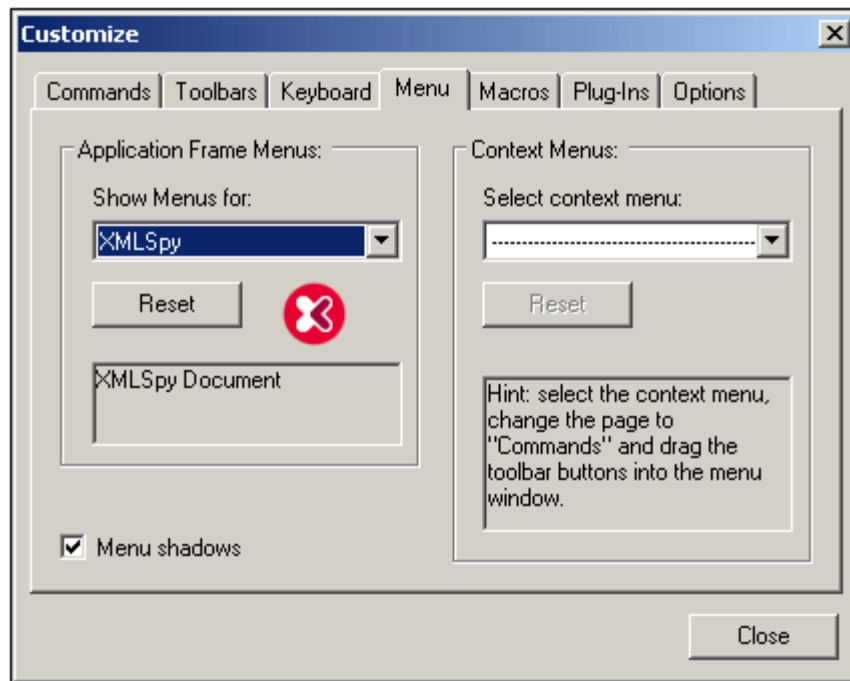 Customize
Commands Toolbars Keyboard Menu Macros Plug-Ins Options
Application Frame Menus:
Show Menus for:
XMLSpy
Reset
XMLSpy Document
Menu shadows
Context Menus:
Select context menu:
--------------------------------------------
Reset
Hint: select the context menu,
change the page to
"Commands" and drag the
toolbar buttons into the menu
window.
Close